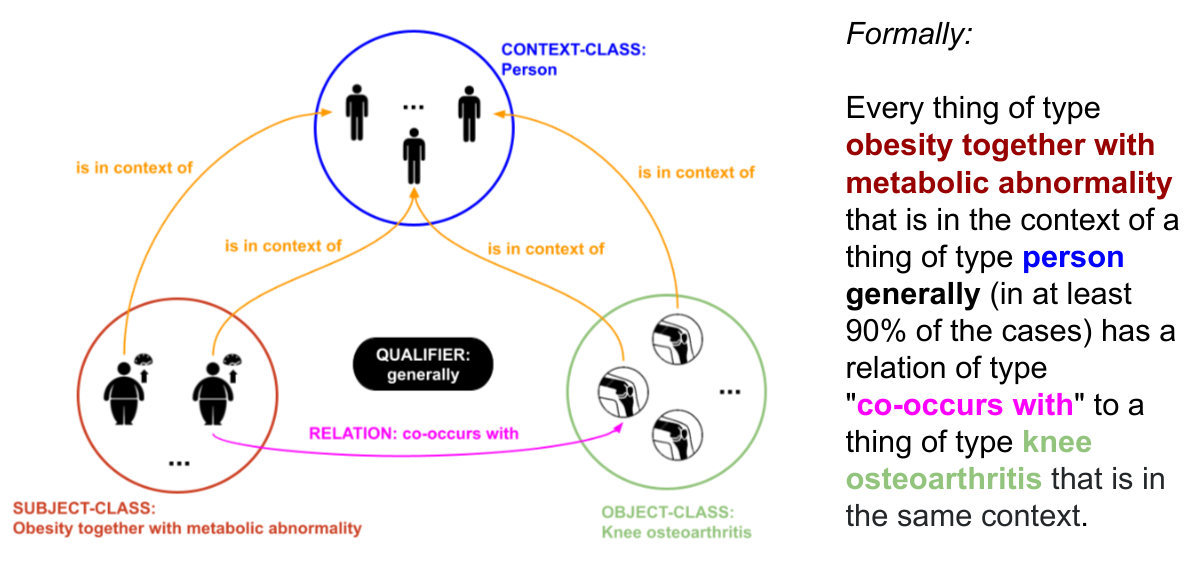 CONTEXT-CLASS:
Person
...
is in context of
is in context of
is in context of
is in context of
QUALIFIER:
generally
...
RELATION: co-occurs with
...
SUBJECT-CLASS:
Obesity together with metabolic abnormality
OBJECT-CLASS:
Knee osteoarthritis
Formally:
Every thing of type
obesity together with
metabolic abnormality
that is in the context of a
thing of type person
generally (in at least
90% of the cases) has a
relation of type
"co-occurs with" to a
thing of type knee
osteoarthritis that is in
the same context.